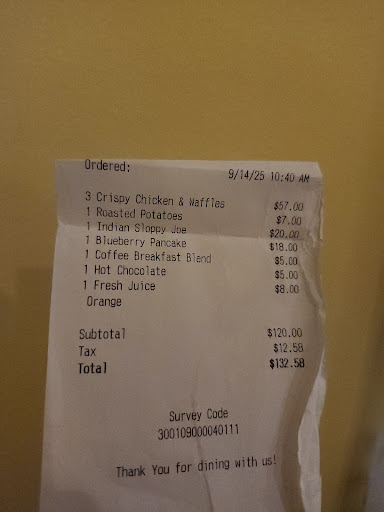 Ordered:
9/14/25 10:40 AM
3 Crispy Chicken & Waffles $57.00
1 Roasted Potatoes $7.00
1 Indian Sloppy Joe $20.00
1 Blueberry Pancake $18.00
1 Coffee Breakfast Blend $5.00
1 Hot Chocolate $5.00
1 Fresh Juice $8.00
Orange
Subtotal $120.00
Tax $12.58
Total $132.58
Survey Code
300109000040111
Thank You for dining with us!